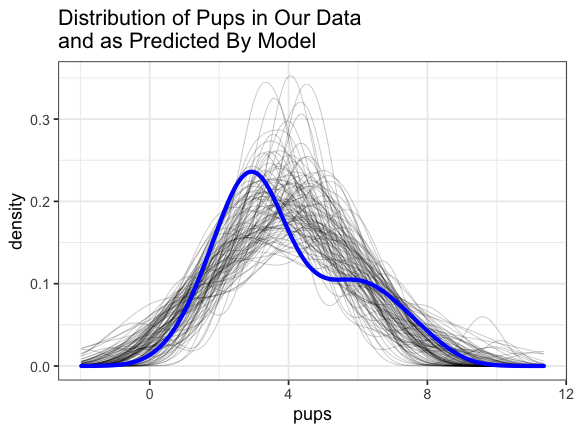 Distribution of Pups in Our Data
and as Predicted By Model
density
0.3
0.2
0.1
0.0
0 4 8 12
pups